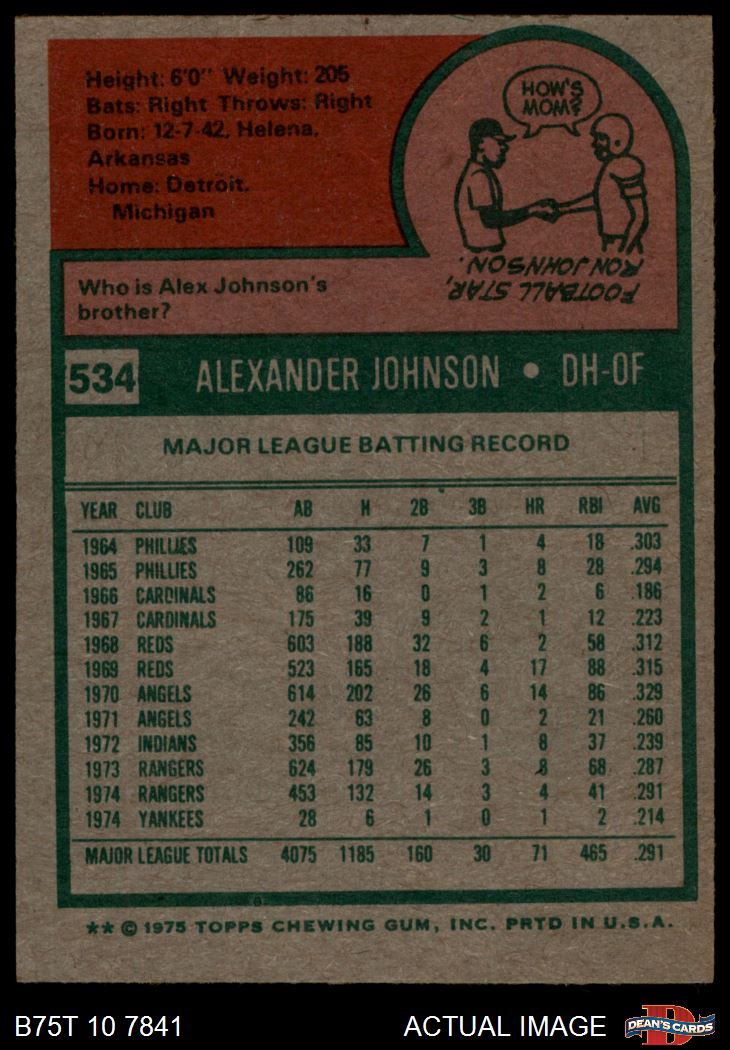 Height: 6'0" Weight: 205
Bats: Right Throws: Right
Born: 12-7-42, Helena,
Arkansas
Home: Detroit,
Michigan
HOW'S
MOM?
Who is Alex Johnson's
brother?
FOOTBALL STAR,
RON JOHNSON.
534 ALEXANDER JOHNSON • DH-OF
MAJOR LEAGUE BATTING RECORD
YEAR CLUB AB H 2B 3B HR RBI AVG
1964 PHILLIES 109 33 7 1 4 18 .303
1965 PHILLIES 262 77 9 3 8 28 .294
1966 CARDINALS 86 16 0 1 2 6 .186
1967 CARDINALS 175 39 9 2 1 12 .223
1968 REDS 603 188 32 6 2 58 .312
1969 REDS 523 165 18 4 17 88 .315
1970 ANGELS 614 202 26 6 14 86 .329
1971 ANGELS 242 63 8 0 2 21 .260
1972 INDIANS 356 85 10 1 8 37 .239
1973 RANGERS 624 179 26 3 8 68 .287
1974 RANGERS 453 132 14 3 4 41 .291
1974 YANKEES 28 6 1 0 1 2 .214
MAJOR LEAGUE TOTALS 4075 1185 160 30 71 465 .291
** © 1975 TOPPS CHEWING GUM, INC. PRTD IN U.S.A.
B75T 10 7841 ACTUAL IMAGE
D
DEAN'S CARDS